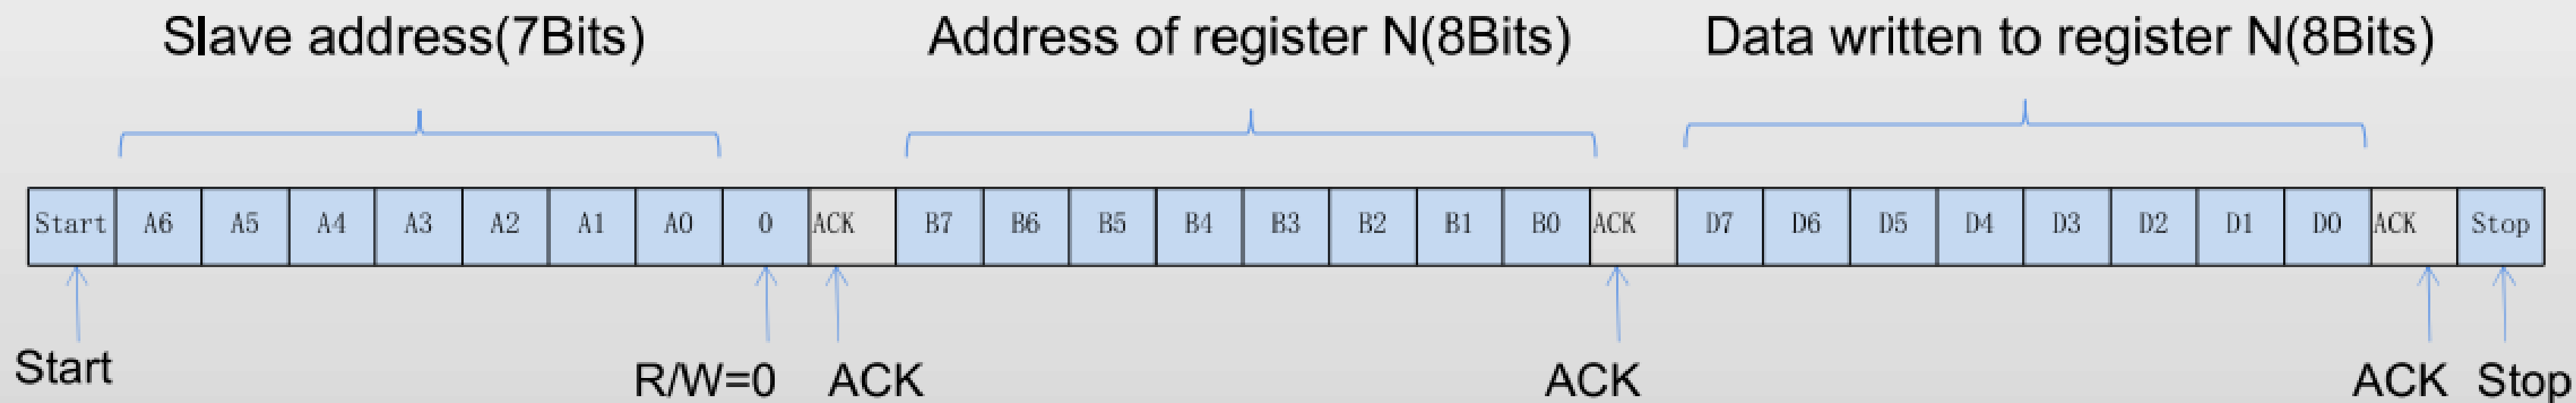 Slave address(7Bits) Address of register N(8Bits) Data written to register N(8Bits)
Start A6 A5 A4 A3 A2 A1 A0 0 ACK B7 B6 B5 B4 B3 B2 B1 B0 ACK D7 D6 D5 D4 D3 D2 D1 D0 ACK Stop
Start R/W=0 ACK ACK ACK Stop